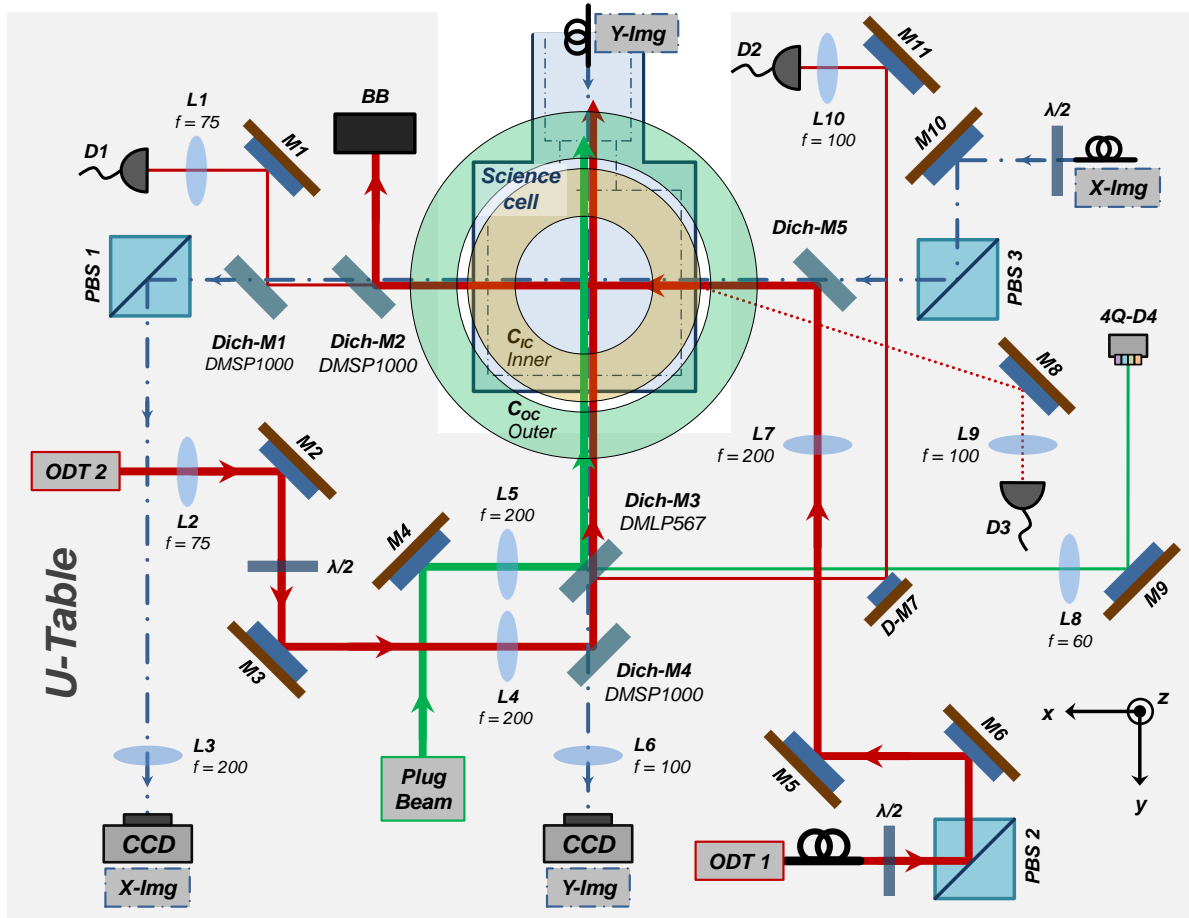 Y-Img
D2
M11
L10
f = 100
BB
L1
f = 75
M1
D1
M10
λ/2
X-Img
Science
cell
Dich-M5
PBS 1
PBS 3
4Q-D4
Dich-M1
DMSP1000
Dich-M2
DMSP1000
C_IC
Inner
M8
C_OC
Outer
ODT 2
M2
L7
f = 200
L9
f = 100
L2
f = 75
L5
f = 200
Dich-M3
DMLP567
D3
M4
λ/2
U-Table
M3
D-M7
M9
L8
f = 60
L4
f = 200
Dich-M4
DMSP1000
z
x
y
L3
f = 200
L6
f = 100
M6
M5
Plug
Beam
λ/2
CCD
CCD
ODT 1
PBS 2
X-Img
Y-Img